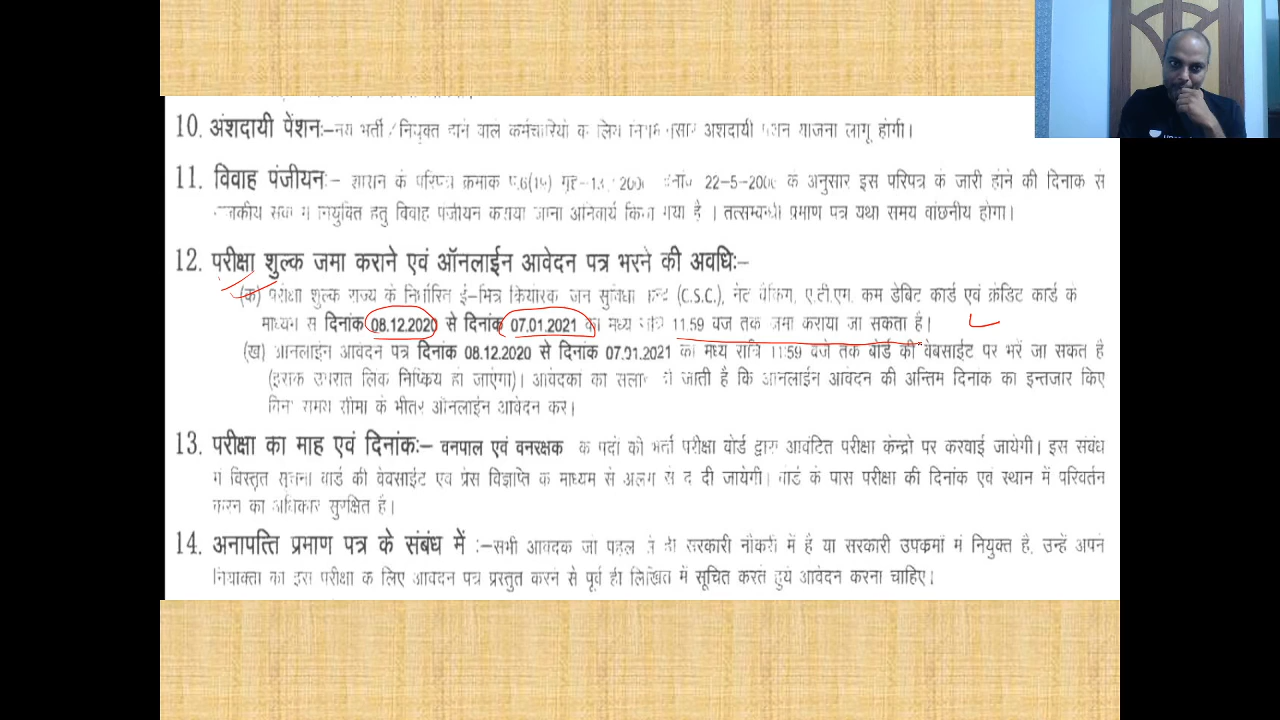 10. अंशदायी पेंशनः-नय भर्ती / नियुक्त होने वाले कर्मचारियों के लिये नियमानुसार अंशदायी पेंशन योजना लागू होगी।
11. विवाह पंजीयनः- शासन के परिपत्र क्रमांक 22-5-2006 के अनुसार इस परिपत्र के जारी होने की दिनांक से
राजकीय सेवा में नियुक्ति हेतु विवाह पंजीयन कराया जाना अनिवार्य किया गया है । तत्सम्बन्धी प्रमाण पत्र यथा समय वांछनीय होगा।
12. परीक्षा शुल्क जमा कराने एवं ऑनलाईन आवेदन पत्र भरने की अवधिः-
(क) परीक्षा शुल्क राज्य के निर्धारित ई-मित्र कियोस्क जन सुविधा केन्द्र (C.S.C.), नेट बैंकिंग, ए.टी.एम. कम डेबिट कार्ड एवं क्रेडिट कार्ड के
माध्यम से दिनांक 08.12.2020 से दिनांक 07.01.2021 को मध्य रात्रि 11.59 बजे तक जमा कराया जा सकता है।
(ख) ऑनलाईन आवेदन पत्र दिनांक 08.12.2020 से दिनांक 07.01.2021 को मध्य रात्रि 11:59 बजे तक बोर्ड की वेबसाईट पर भरें जा सकते है
(इसके उपरांत लिंक निष्क्रिय हो जाएगा)। आवेदकों को सलाह दी जाती है कि ऑनलाईन आवेदन की अन्तिम दिनांक का इन्तजार किए
बिना समय सीमा के भीतर ऑनलाईन आवेदन करें।
13. परीक्षा का माह एवं दिनांकः- वनपाल एवं वनरक्षक के पदों की भर्ती परीक्षा बोर्ड द्वारा आवंटित परीक्षा केन्द्रो पर करवाई जायेगी। इस संबंध
में विस्तृत सूचना बोर्ड की वेबसाईट एवं प्रेस विज्ञप्ति के माध्यम से अलग से दे दी जायेगी। बोर्ड के पास परीक्षा की दिनांक एवं स्थान में परिवर्तन
करने का अधिकार सुरक्षित है।
14. अनापत्ति प्रमाण पत्र के संबंध में :-सभी आवेदक जो पहले से ही सरकारी नौकरी में है या सरकारी उपक्रमों में नियुक्त है, उन्हें अपने
नियोक्ता को इस परीक्षा के लिए आवेदन पत्र प्रस्तुत करने से पूर्व ही लिखित में सूचित करते हुये आवेदन करना चाहिए।